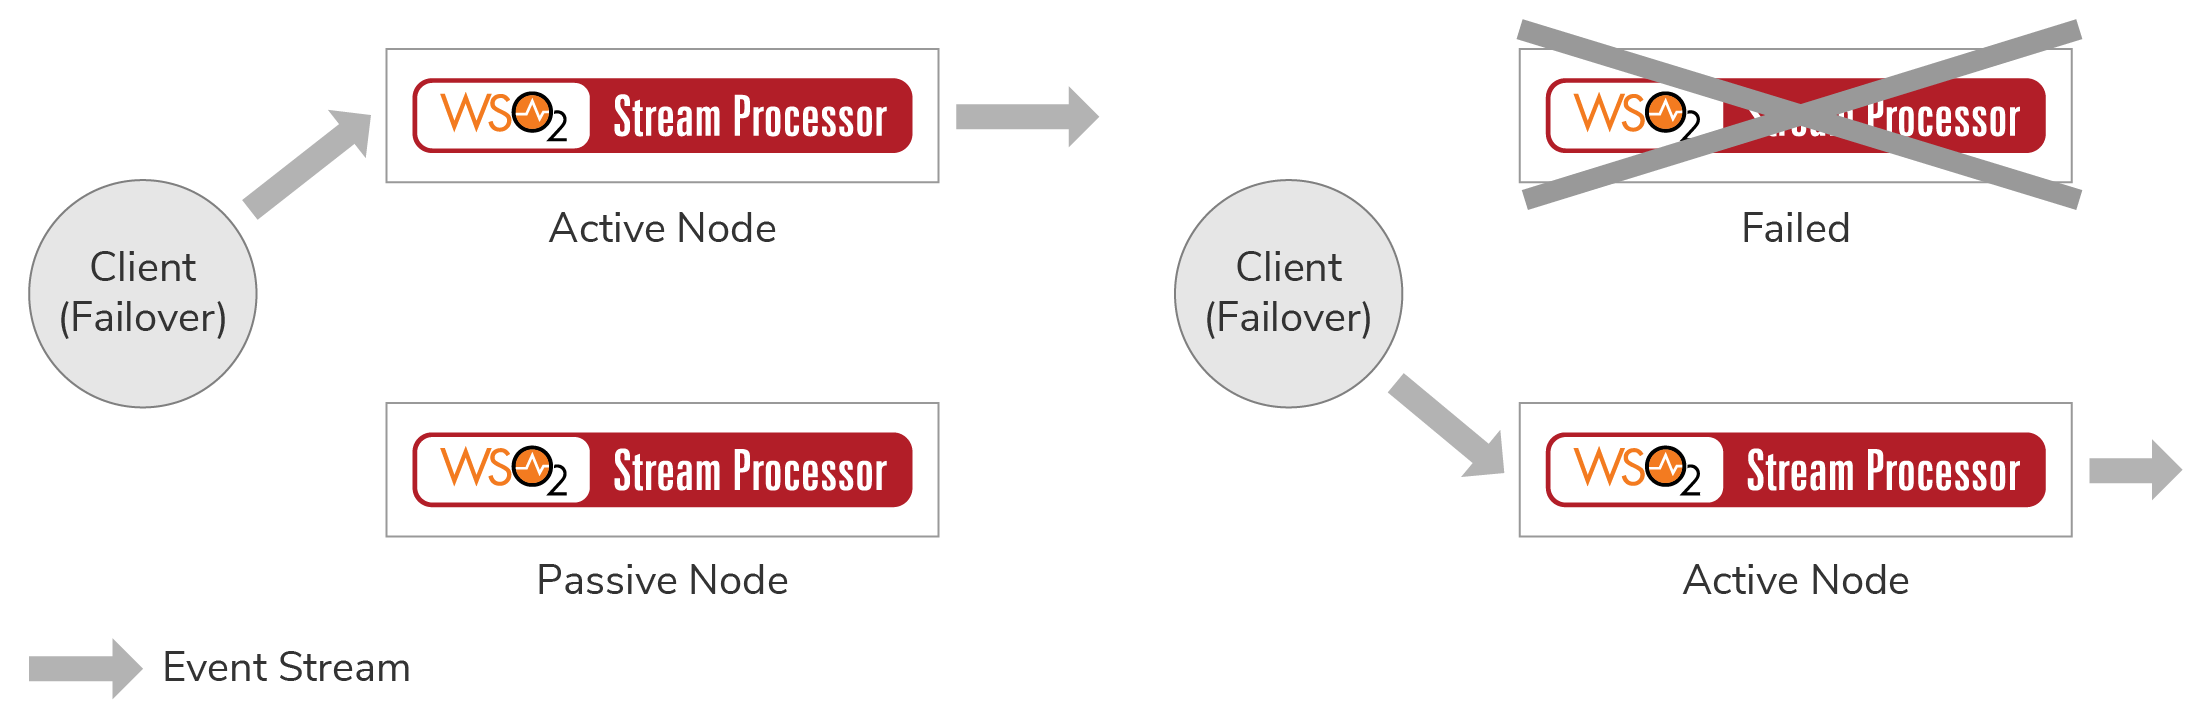 WSO2 Stream Processor
Active Node
Client
(Failover)
WSO2 Stream Processor
Passive Node
Event Stream
WSO2 Stream Processor
Failed
Client
(Failover)
WSO2 Stream Processor
Active Node